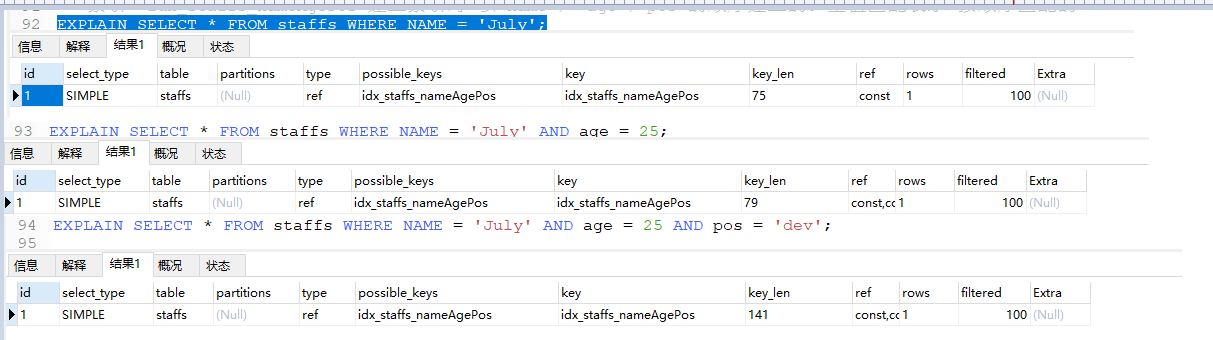 92 EXPLAIN SELECT * FROM staffs WHERE NAME = 'July';
信息 解释 结果1 概况 状态
id select_type table partitions type possible_keys key key_len ref rows filtered Extra
1 SIMPLE staffs (Null) ref idx_staffs_nameAgePos idx_staffs_nameAgePos 75 const 1 100 (Null)
93 EXPLAIN SELECT * FROM staffs WHERE NAME = 'July' AND age = 25;
信息 解释 结果1 概况 状态
id select_type table partitions type possible_keys key key_len ref rows filtered Extra
1 SIMPLE staffs (Null) ref idx_staffs_nameAgePos idx_staffs_nameAgePos 79 const,cc 1 100 (Null)
94 EXPLAIN SELECT * FROM staffs WHERE NAME = 'July' AND age = 25 AND pos = 'dev';
95
信息 解释 结果1 概况 状态
id select_type table partitions type possible_keys key key_len ref rows filtered Extra
1 SIMPLE staffs (Null) ref idx_staffs_nameAgePos idx_staffs_nameAgePos 141 const,cc 1 100 (Null)